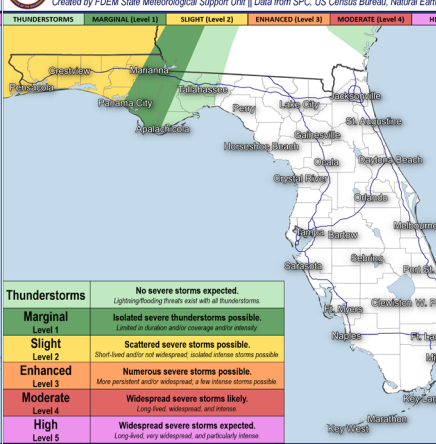 Created by FDEM State Meteorological Support Unit || Data from SPC, US Census Bureau, Natural
THUNDERSTORMS MARGINAL (Level 1) SLIGHT (Level 2) ENHANCED (Level 3) MODERATE (Level 4)
Crestview
Marianna
Pensacola
Tallahassee
Panama City
Perry
Lake City
Jacksonville
Apalachicola
St. Augustine
Gainesville
Horseshoe Beach
Ocala
Daytona Beach
Crystal River
Orlando
Tampa
Bartow
Sebring
Sarasota
Port St.
Clewiston
Ft. Myers
Naples
Marathon
Key West
Thunderstorms
No severe storms expected.
Lightning/flooding threats exist with all thunderstorms.
Marginal
Level 1
Isolated severe thunderstorms possible.
Limited in duration and/or coverage and/or intensity
Slight
Level 2
Scattered severe storms possible.
Short-lived and/or not widespread; isolated intense storms possible
Enhanced
Level 3
Numerous severe storms possible.
More persistent and/or widespread; a few intense storms possible.
Moderate
Level 4
Widespread severe storms likely.
Long-lived, widespread, and intense.
High
Level 5
Widespread severe storms expected.
Long-lived, very widespread, and particularly intense